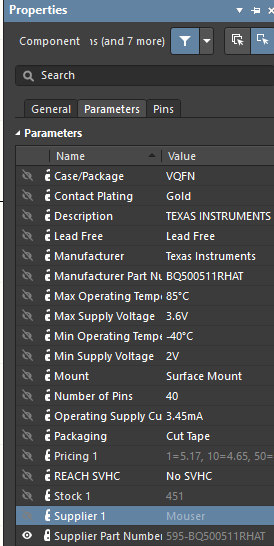 Properties
Component ıs (and 7 more)
Search
General Parameters Pins
Parameters
Name Value
Case/Package VQFN
Contact Plating Gold
Description TEXAS INSTRUMENTS
Lead Free Lead Free
Manufacturer Texas Instruments
Manufacturer Part Nu BQ500511RHAT
Max Operating Tempe 85°C
Max Supply Voltage 3.6V
Min Operating Tempe -40°C
Min Supply Voltage 2V
Mount Surface Mount
Number of Pins 40
Operating Supply Cu 3.45mA
Packaging Cut Tape
Pricing 1 1=5.17, 10=4.65, 50=
REACH SVHC No SVHC
Stock 1 451
Supplier 1 Mouser
Supplier Part Number 595-BQ500511RHAT